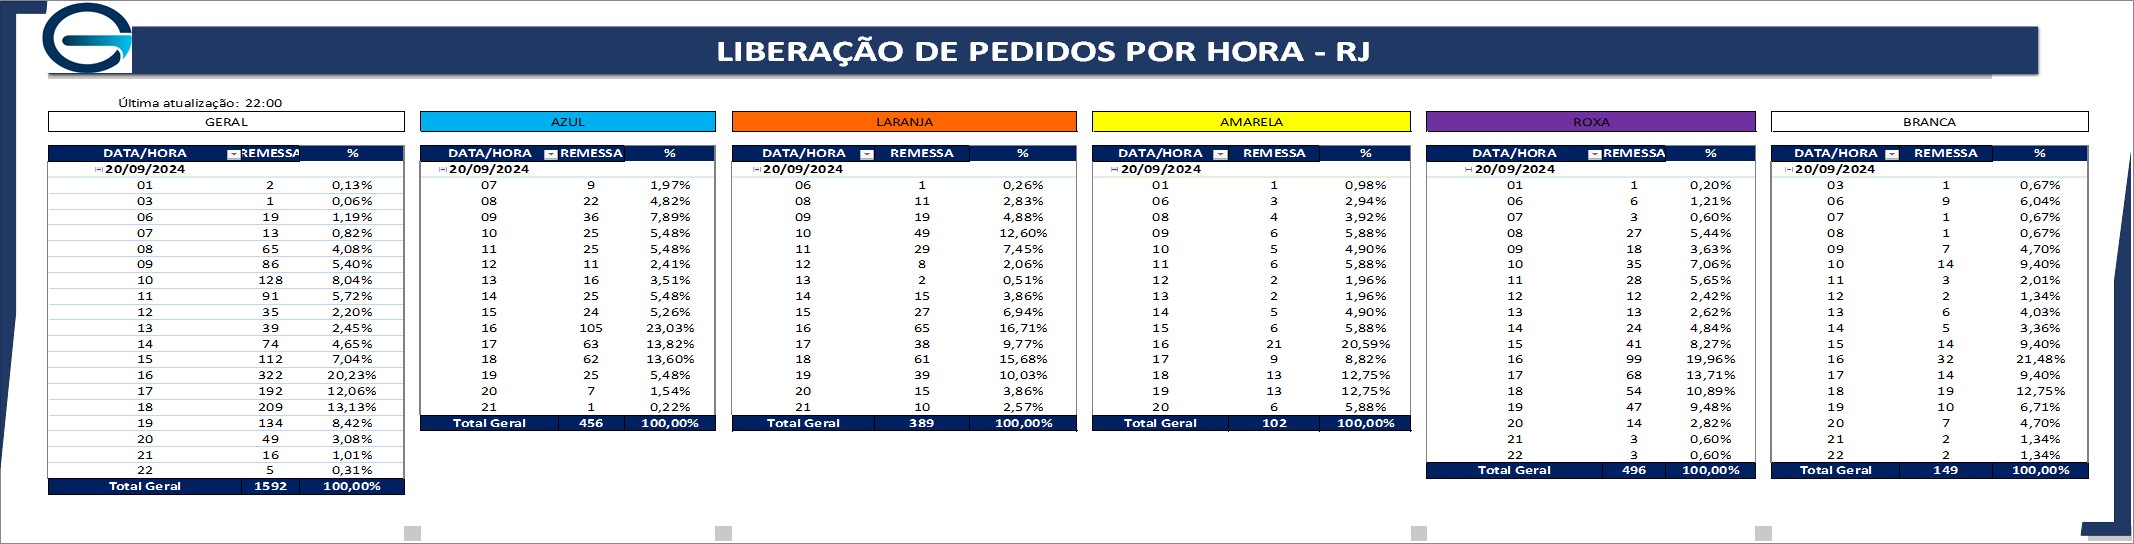 LIBERAÇÃO DE PEDIDOS POR HORA - RJ
Última atualização: 22:00
GERAL
DATA/HORA REMESSA %
20/09/2024
01 2 0,13%
03 1 0,06%
06 19 1,19%
07 13 0,82%
08 65 4,08%
09 86 5,40%
10 128 8,04%
11 91 5,72%
12 35 2,20%
13 39 2,45%
14 74 4,65%
15 112 7,04%
16 322 20,23%
17 192 12,06%
18 209 13,13%
19 134 8,42%
20 49 3,08%
21 16 1,01%
22 5 0,31%
Total Geral 1592 100,00%
AZUL
DATA/HORA REMESSA %
20/09/2024
07 9 1,97%
08 22 4,82%
09 36 7,89%
10 25 5,48%
11 25 5,48%
12 11 2,41%
13 16 3,51%
14 25 5,48%
15 24 5,26%
16 105 23,03%
17 63 13,82%
18 62 13,60%
19 25 5,48%
20 7 1,54%
21 1 0,22%
Total Geral 456 100,00%
LARANJA
DATA/HORA REMESSA %
20/09/2024
06 1 0,26%
08 11 2,83%
09 19 4,88%
10 49 12,60%
11 29 7,45%
12 8 2,06%
13 2 0,51%
14 15 3,86%
15 27 6,94%
16 65 16,71%
17 38 9,77%
18 61 15,68%
19 39 10,03%
20 15 3,86%
21 10 2,57%
Total Geral 389 100,00%
AMARELA
DATA/HORA REMESSA %
20/09/2024
01 1 0,98%
06 3 2,94%
08 4 3,92%
09 6 5,88%
10 5 4,90%
11 6 5,88%
12 2 1,96%
13 2 1,96%
14 5 4,90%
15 6 5,88%
16 21 20,59%
17 9 8,82%
18 13 12,75%
19 13 12,75%
20 6 5,88%
Total Geral 102 100,00%
ROXA
DATA/HORA REMESSA %
20/09/2024
01 1 0,20%
06 6 1,21%
07 3 0,60%
08 27 5,44%
09 18 3,63%
10 35 7,06%
11 28 5,65%
12 12 2,42%
13 13 2,62%
14 24 4,84%
15 41 8,27%
16 99 19,96%
17 68 13,71%
18 54 10,89%
19 47 9,48%
20 14 2,82%
21 3 0,60%
22 3 0,60%
Total Geral 496 100,00%
BRANCA
DATA/HORA REMESSA %
20/09/2024
03 1 0,67%
06 9 6,04%
07 1 0,67%
08 1 0,67%
09 7 4,70%
10 14 9,40%
11 3 2,01%
12 2 1,34%
13 6 4,03%
14 5 3,36%
15 14 9,40%
16 32 21,48%
17 14 9,40%
18 19 12,75%
19 10 6,71%
20 7 4,70%
21 2 1,34%
22 2 1,34%
Total Geral 149 100,00%